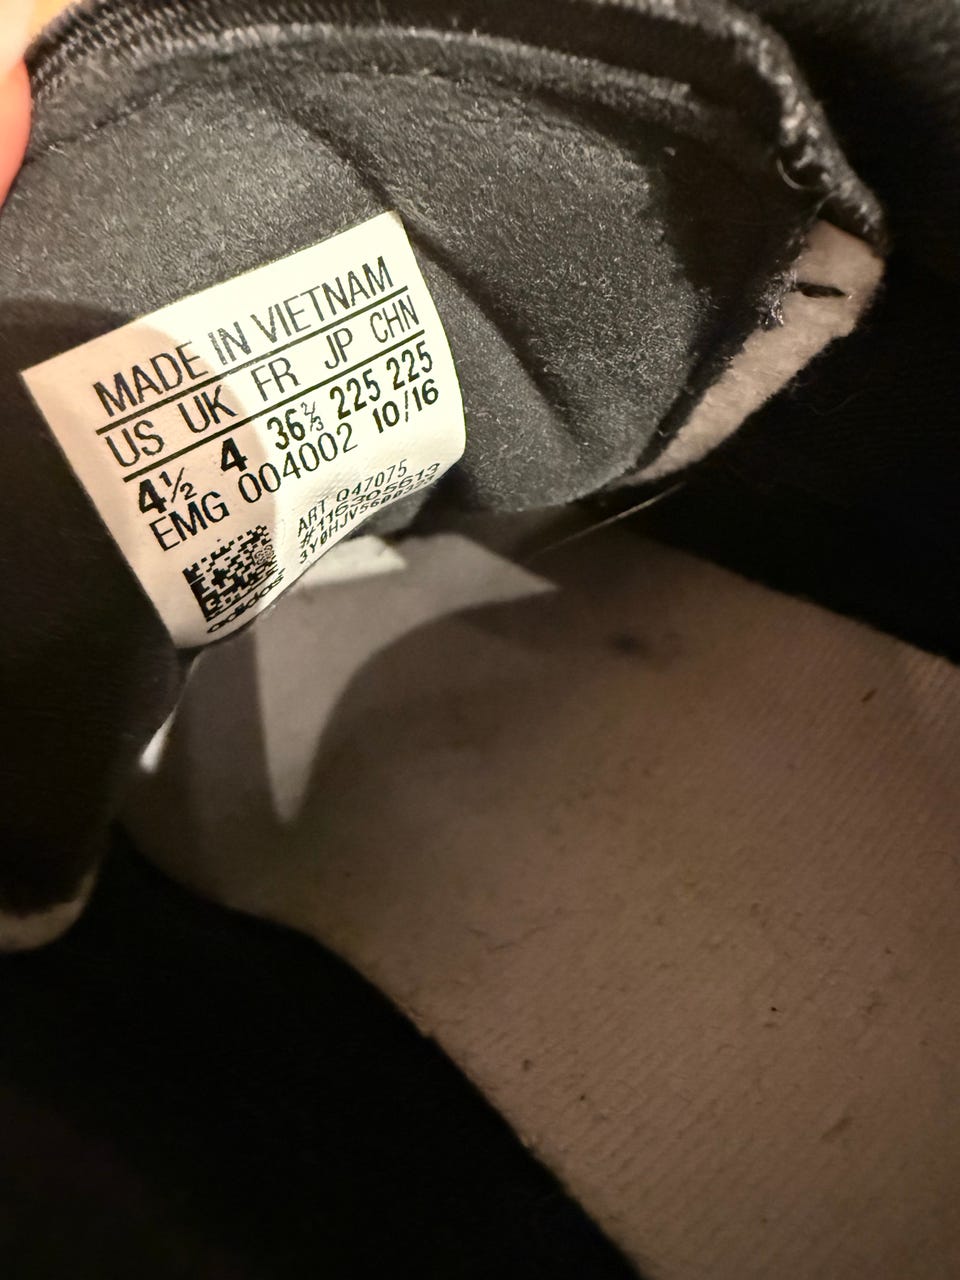 MADE IN VIETNAM
US UK FR JP CHN
4½ 4 36⅔ 225 225
EMG 004002 10/16
ART Q47075
adidas